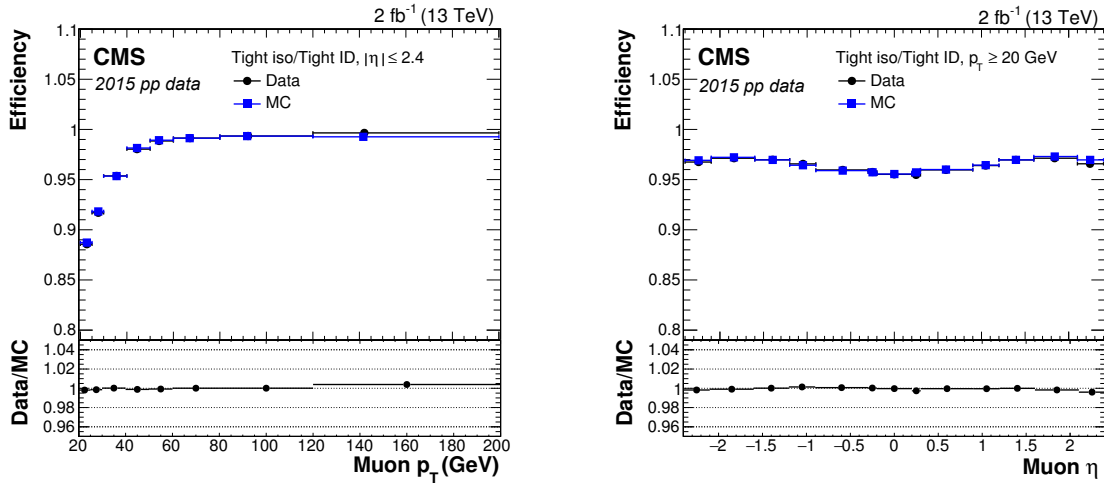 2 fb⁻¹ (13 TeV)
Efficiency
1.1
1.05
1
0.95
0.9
0.85
0.8
CMS
2015 pp data
Tight iso/Tight ID, |η| ≤ 2.4
Data
MC
Data/MC
1.04
1.02
1
0.98
0.96
20 40 60 80 100 120 140 160 180 200
Muon p_T (GeV)
2 fb⁻¹ (13 TeV)
Efficiency
1.1
1.05
1
0.95
0.9
0.85
0.8
CMS
2015 pp data
Tight iso/Tight ID, p_T ≥ 20 GeV
Data
MC
Data/MC
1.04
1.02
1
0.98
0.96
−2 −1.5 −1 −0.5 0 0.5 1 1.5 2
Muon η